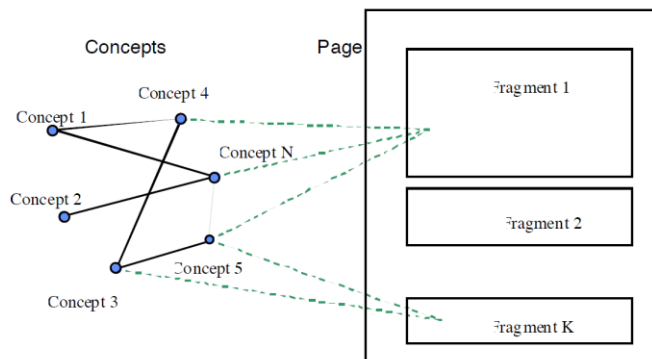 Concepts
Page
Concept 4
Concept 1
Fragment 1
Concept N
Concept 2
Fragment 2
Concept 5
Concept 3
Fragment K